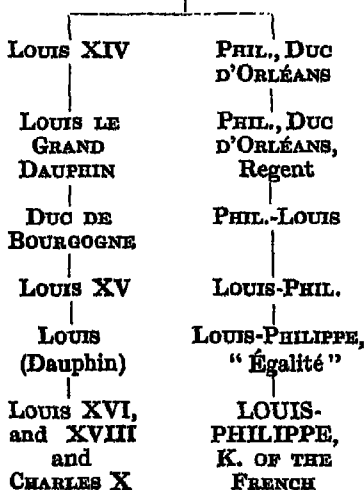 Louis XIV
Phil., Duc
d'Orléans
Louis le
Grand
Dauphin
Phil., Duc
d'Orléans,
Regent
Duc de
Bourgogne
Phil.-Louis
Louis XV
Louis-Phil.
Louis
(Dauphin)
Louis-Philippe,
“Égalité”
Louis XVI,
and XVIII
and
Charles X
LOUIS-
PHILIPPE,
K. of the
French